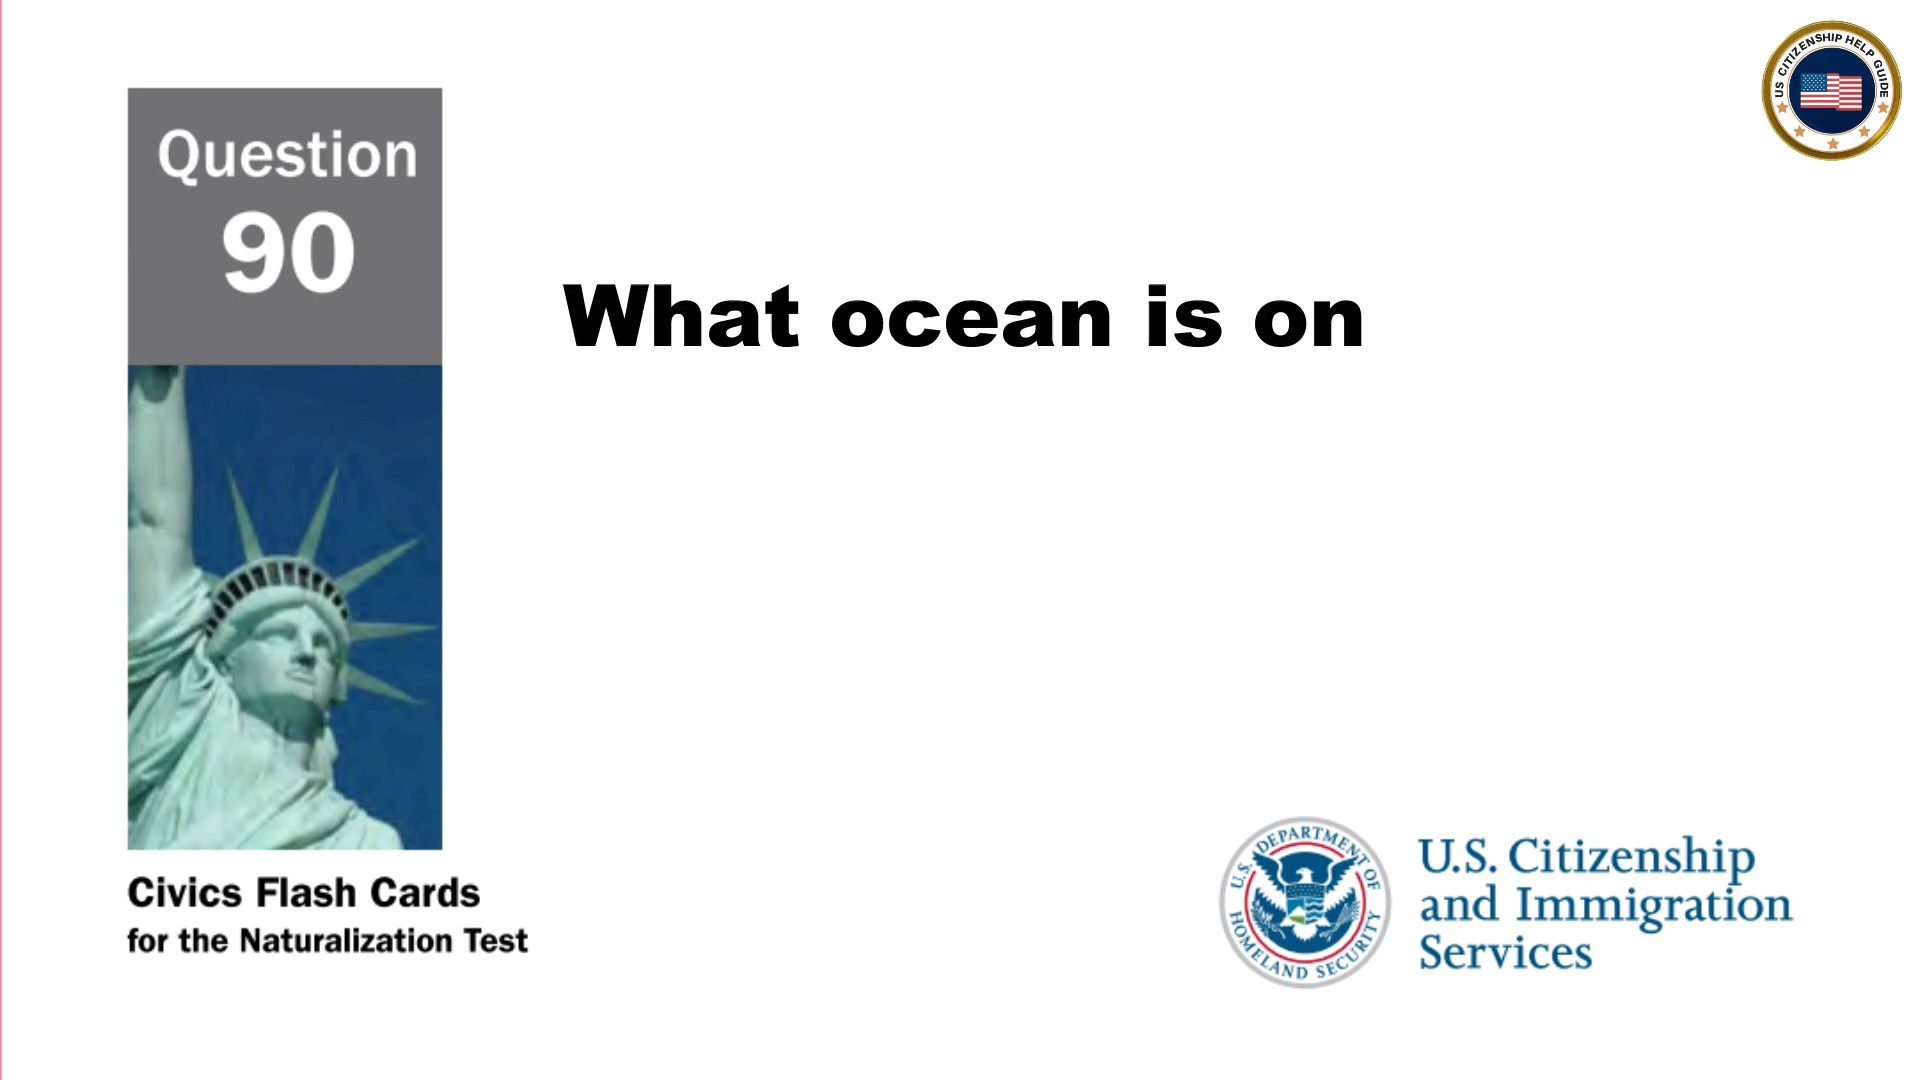 US CITIZENSHIP HELP GUIDE
Question
90
What ocean is on
Civics Flash Cards
for the Naturalization Test
U.S. DEPARTMENT OF
HOMELAND SECURITY
U.S. Citizenship
and Immigration
Services